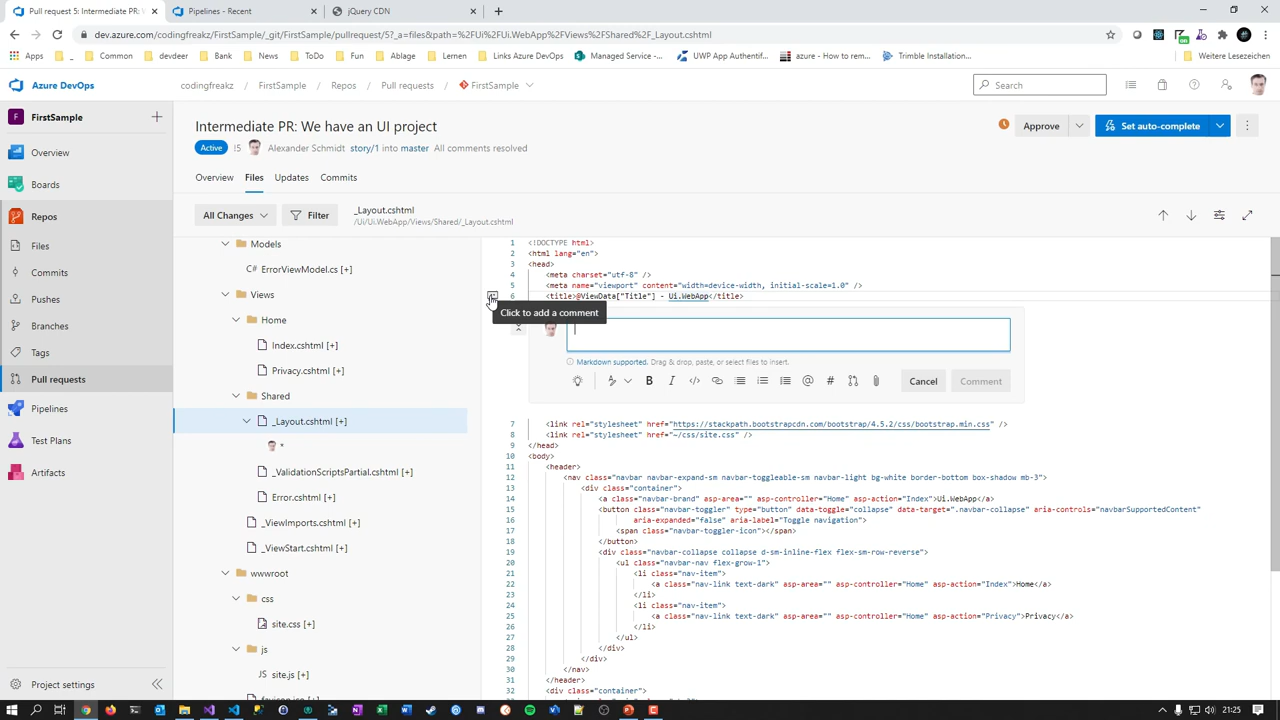 Pull request 5: Intermediate PR: W
Pipelines - Recent
jQuery CDN
dev.azure.com/codingfreakz/FirstSample/_git/FirstSample/pullrequest/5?_a=files&path=%2FUi%2FUi.WebApp%2FViews%2FShared%2F_Layout.cshtml
Apps
_
Common
devdeer
Bank
News
ToDo
Fun
Ablage
Lernen
Links Azure DevOps
Managed Service -...
UWP App Authentif...
azure - How to rem...
Trimble Installation...
Weitere Lesezeichen
Azure DevOps
codingfreakz / FirstSample / Repos / Pull requests / FirstSample
Search
F FirstSample
Overview
Boards
Repos
Files
Commits
Pushes
Branches
Tags
Pull requests
Pipelines
Test Plans
Artifacts
Project settings
Intermediate PR: We have an UI project
Approve
Set auto-complete
Active
Alexander Schmidt story/1 into master All comments resolved
Overview Files Updates Commits
All Changes
Filter
_Layout.cshtml
/Ui/Ui.WebApp/Views/Shared/_Layout.cshtml
Models
C# ErrorViewModel.cs [+]
Views
Home
Index.cshtml [+]
Privacy.cshtml [+]
Shared
_Layout.cshtml [+]
*
_ValidationScriptsPartial.cshtml [+]
Error.cshtml [+]
_ViewImports.cshtml [+]
_ViewStart.cshtml [+]
wwwroot
css
site.css [+]
js
JS site.js [+]
favicon.ico [+]
1 <!DOCTYPE html>
2 <html lang="en">
3 <head>
4 <meta charset="utf-8" />
5 <meta name="viewport" content="width=device-width, initial-scale=1.0" />
6 <title>@ViewData["Title"] - Ui.WebApp</title>
Click to add a comment
Markdown supported. Drag & drop, paste, or select files to insert.
B I </> @ #
Cancel
Comment
7 <link rel="stylesheet" href="https://stackpath.bootstrapcdn.com/bootstrap/4.5.2/css/bootstrap.min.css" />
8 <link rel="stylesheet" href="~/css/site.css" />
9 </head>
10 <body>
11 <header>
12 <nav class="navbar navbar-expand-sm navbar-toggleable-sm navbar-light bg-white border-bottom box-shadow mb-3">
13 <div class="container">
14 <a class="navbar-brand" asp-area="" asp-controller="Home" asp-action="Index">Ui.WebApp</a>
15 <button class="navbar-toggler" type="button" data-toggle="collapse" data-target=".navbar-collapse" aria-controls="navbarSupportedContent"
16 aria-expanded="false" aria-label="Toggle navigation">
17 <span class="navbar-toggler-icon"></span>
18 </button>
19 <div class="navbar-collapse collapse d-sm-inline-flex flex-sm-row-reverse">
20 <ul class="navbar-nav flex-grow-1">
21 <li class="nav-item">
22 <a class="nav-link text-dark" asp-area="" asp-controller="Home" asp-action="Index">Home</a>
23 </li>
24 <li class="nav-item">
25 <a class="nav-link text-dark" asp-area="" asp-controller="Home" asp-action="Privacy">Privacy</a>
26 </li>
27 </ul>
28 </div>
29 </div>
30 </nav>
31 </header>
32 <div class="container">
21:25